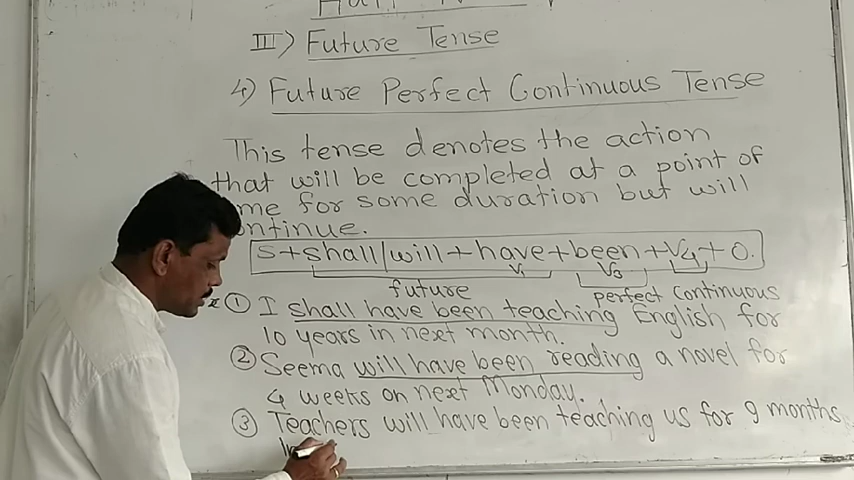 III) Future Tense
4) Future Perfect Continuous Tense
This tense denotes the action
that will be completed at a point of
me for some duration but will
ntinue.
S+shall/will+have+been+V4+O.
V1 V3
future perfect continuous
① I shall have been teaching English for
10 years in next month.
② Seema will have been reading a novel for
4 weeks on next Monday.
③ Teachers will have been teaching us for 9 months